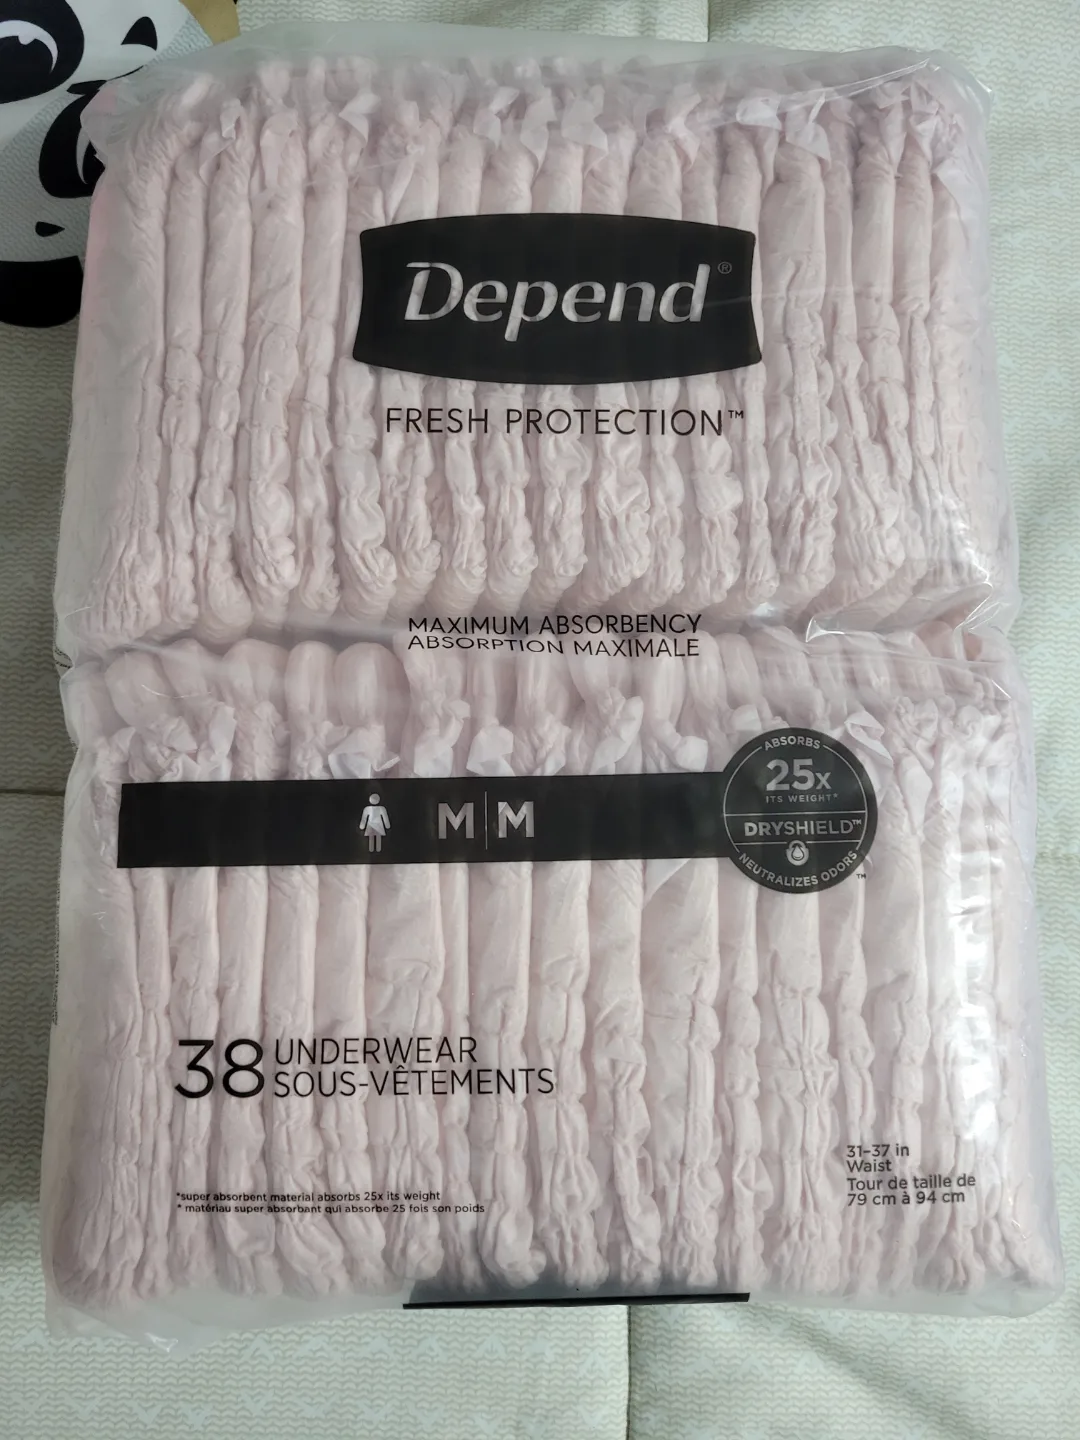 Depend®
FRESH PROTECTION™
MAXIMUM ABSORBENCY
ABSORPTION MAXIMALE
M|M
ABSORBS
25x
ITS WEIGHT*
DRYSHIELD™
NEUTRALIZES ODORS™
38 UNDERWEAR
SOUS-VÊTEMENTS
31–37 in
Waist
Tour de taille de
79 cm à 94 cm
*super absorbent material absorbs 25x its weight
* matériau super absorbant qui absorbe 25 fois son poids